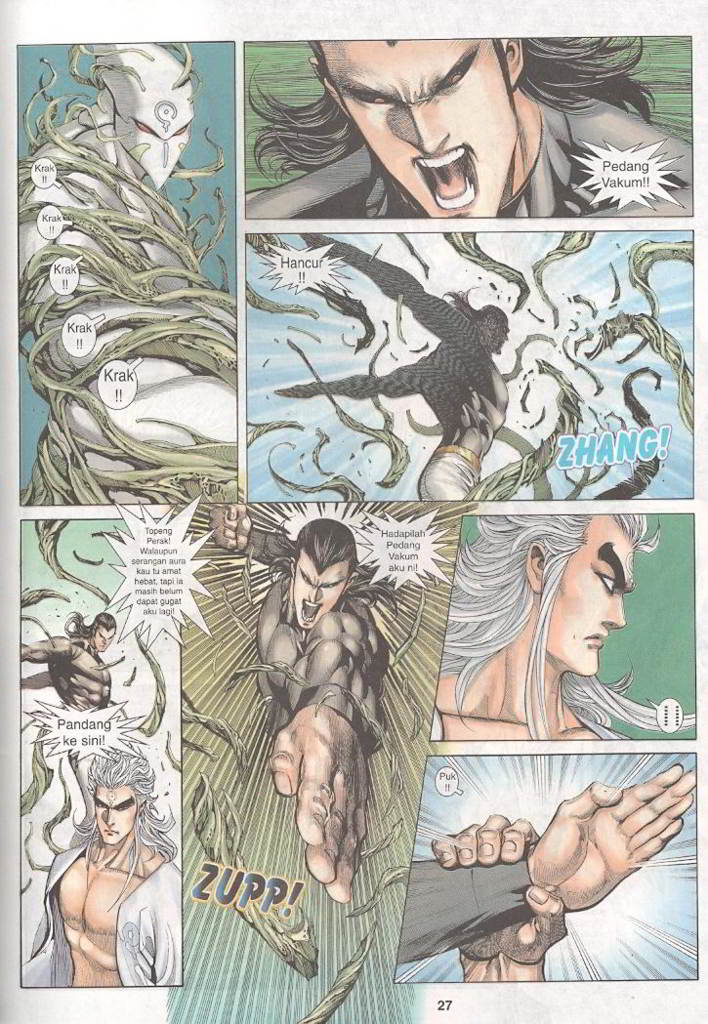 Krak
!!
Krak
!!
Krak
!!
Krak
!!
Krak
!!
Pedang
Vakum!!
Hancur
!!
ZHANG!
Topeng
Perak!
Walaupun
serangan aura
kau tu amat
hebat, tapi ia
masih belum
dapat gugat
aku lagi!
Pandang
ke sini!
Hadapilah
Pedang
Vakum
aku ni!
ZUPP!
Puk
!!
27